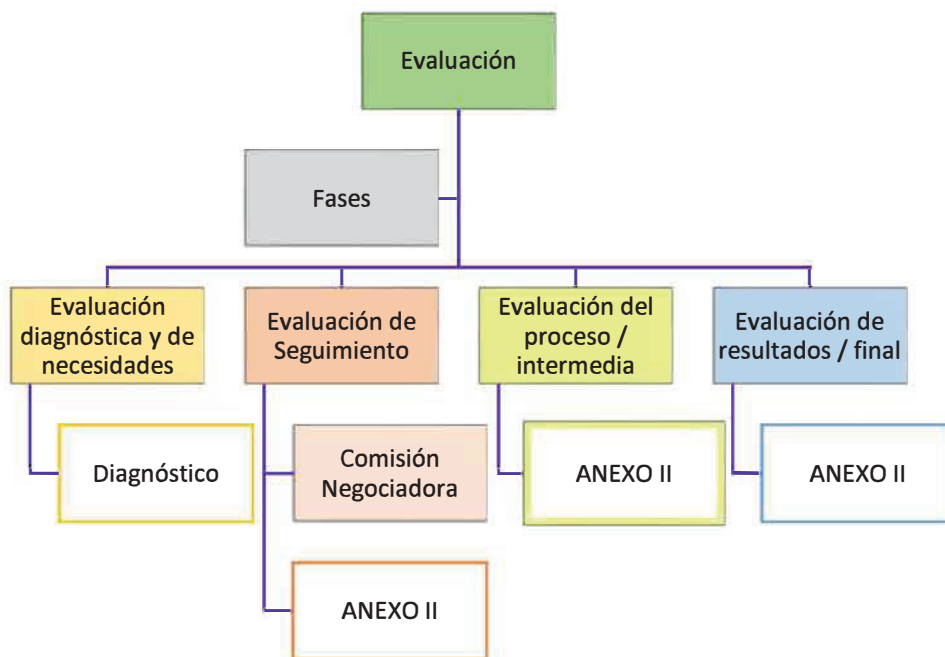 Evaluación
Fases
Evaluación
diagnóstica y de
necesidades
Evaluación de
Seguimiento
Evaluación del
proceso /
intermedia
Evaluación de
resultados / final
Diagnóstico
Comisión
Negociadora
ANEXO II
ANEXO II
ANEXO II